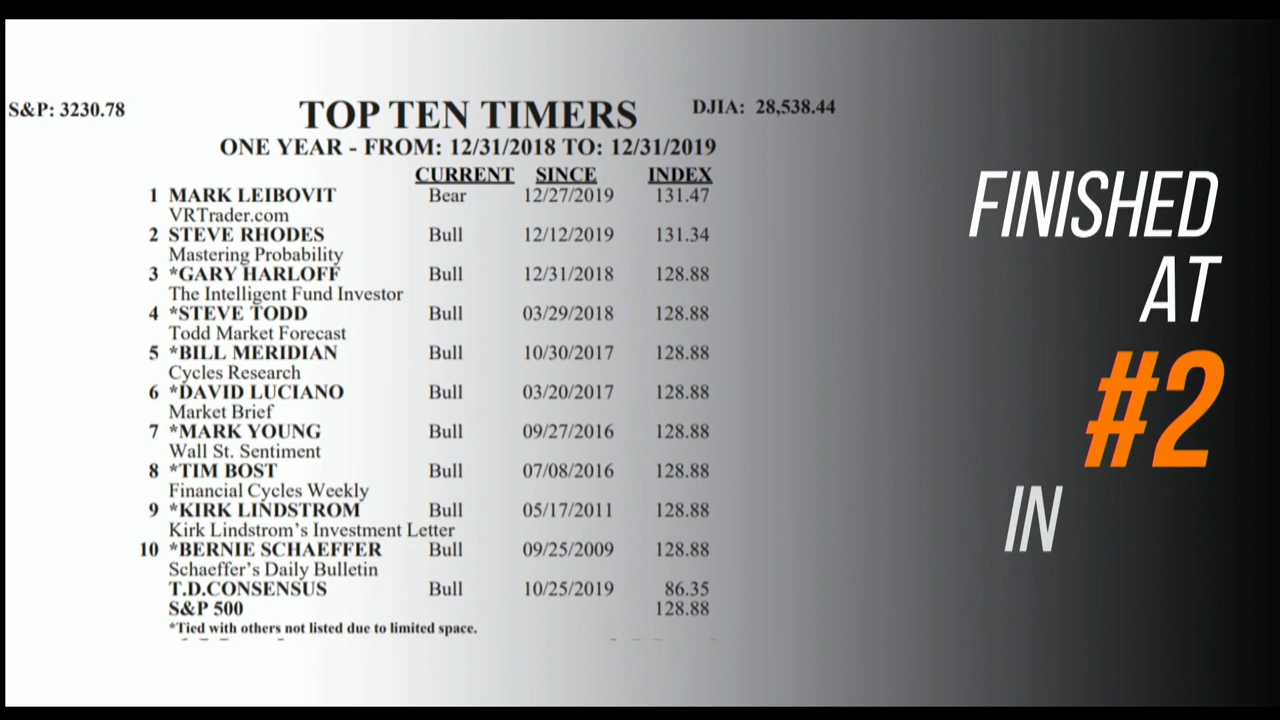 S&P: 3230.78
TOP TEN TIMERS
DJIA: 28,538.44
ONE YEAR - FROM: 12/31/2018 TO: 12/31/2019
CURRENT SINCE INDEX
1 MARK LEIBOVIT Bear 12/27/2019 131.47
VRTrader.com
2 STEVE RHODES Bull 12/12/2019 131.34
Mastering Probability
3 *GARY HARLOFF Bull 12/31/2018 128.88
The Intelligent Fund Investor
4 *STEVE TODD Bull 03/29/2018 128.88
Todd Market Forecast
5 *BILL MERIDIAN Bull 10/30/2017 128.88
Cycles Research
6 *DAVID LUCIANO Bull 03/20/2017 128.88
Market Brief
7 *MARK YOUNG Bull 09/27/2016 128.88
Wall St. Sentiment
8 *TIM BOST Bull 07/08/2016 128.88
Financial Cycles Weekly
9 *KIRK LINDSTROM Bull 05/17/2011 128.88
Kirk Lindstrom's Investment Letter
10 *BERNIE SCHAEFFER Bull 09/25/2009 128.88
Schaeffer's Daily Bulletin
T.D.CONSENSUS Bull 10/25/2019 86.35
S&P 500 128.88
*Tied with others not listed due to limited space.
FINISHED
AT
#2
IN